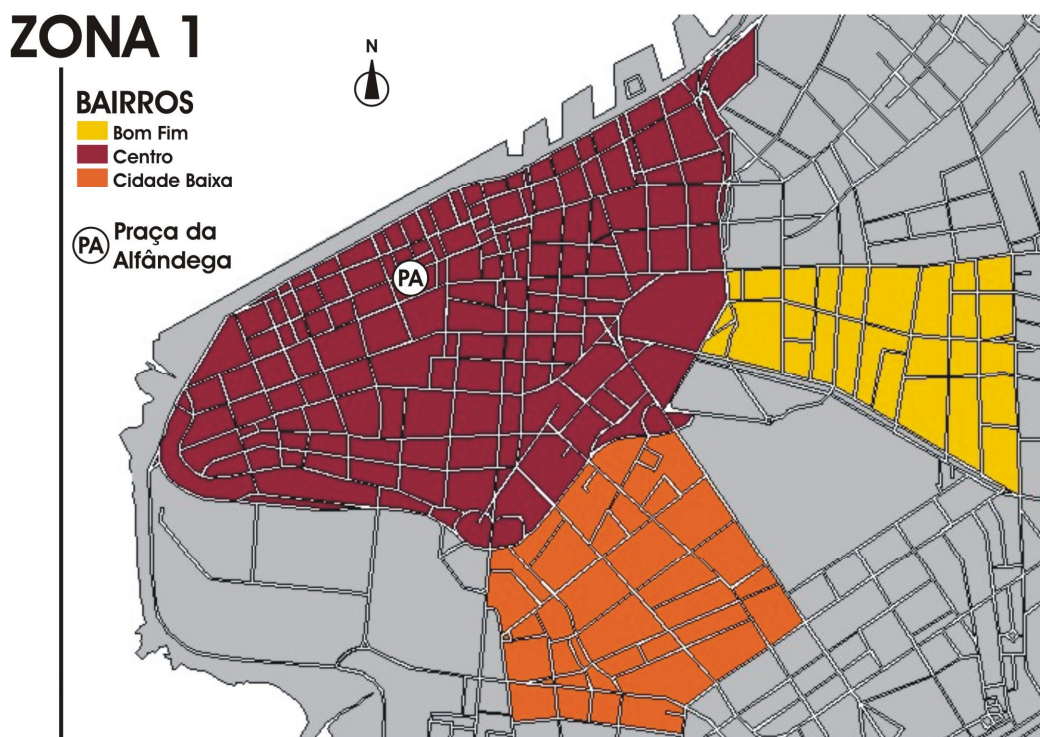 ZONA 1
N
BAIRROS
Bom Fim
Centro
Cidade Baixa
PA Praça da
Alfândega
PA